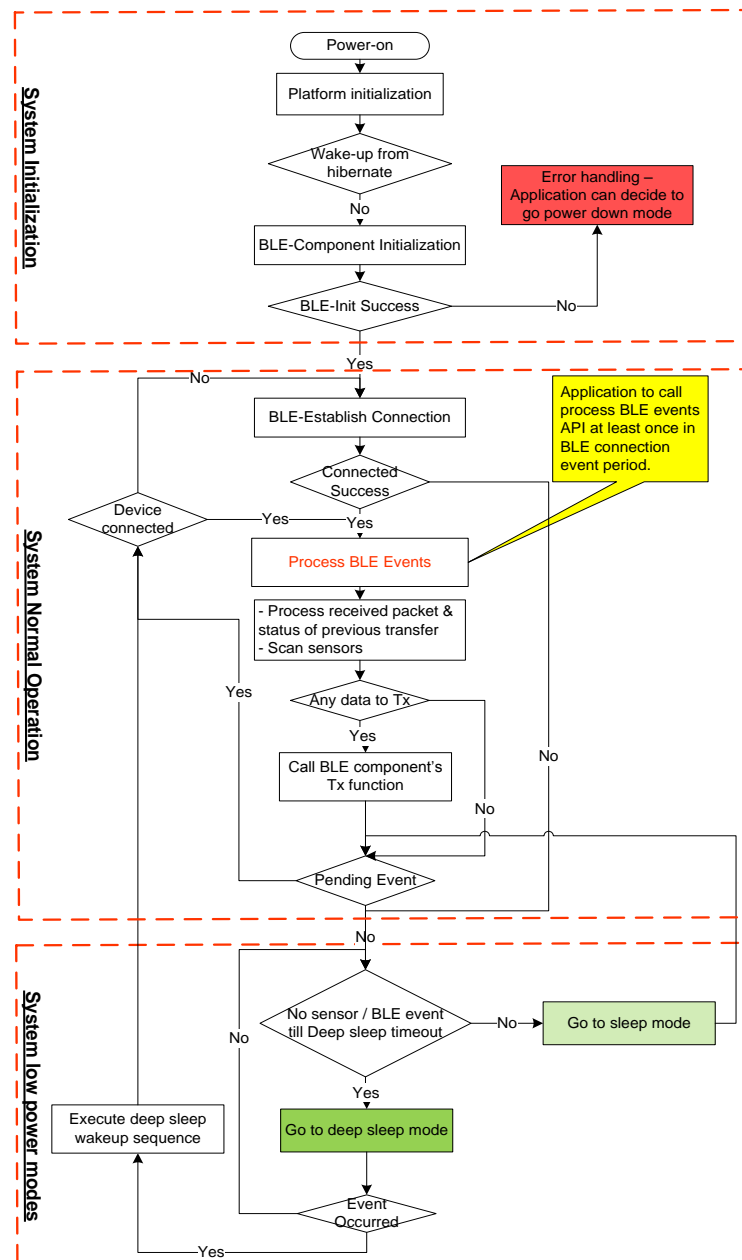 System Initialization
Power-on
Platform initialization
Wake-up from
hibernate
No
BLE-Component Initialization
BLE-Init Success
No
Error handling –
Application can decide to
go power down mode
Yes
System Normal Operation
No
BLE-Establish Connection
Application to call
process BLE events
API at least once in
BLE connection
event period.
Connected
Success
Device
connected
Yes
Yes
Process BLE Events
- Process received packet &
status of previous transfer
- Scan sensors
Yes
Any data to Tx
Yes
No
Call BLE component's
Tx function
No
Pending Event
No
System low power modes
No sensor / BLE event
till Deep sleep timeout
No
No
Go to sleep mode
Yes
Execute deep sleep
wakeup sequence
Go to deep sleep mode
Event
Occurred
Yes